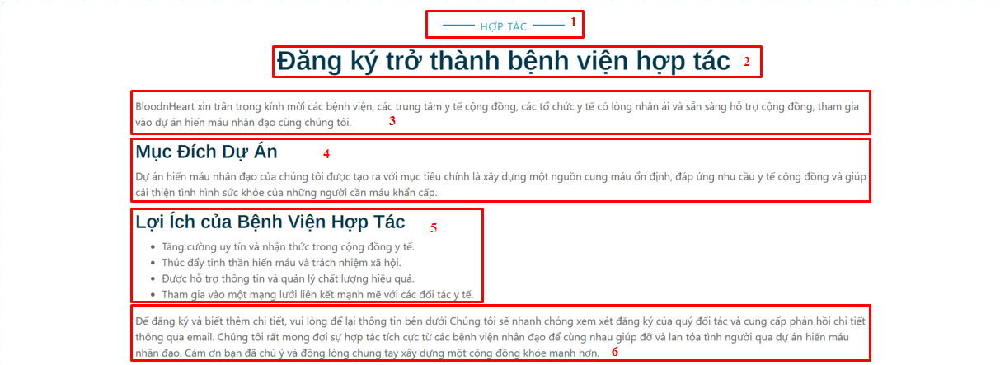 HỢP TÁC 1
Đăng ký trở thành bệnh viện hợp tác 2
BloodnHeart xin trân trọng kính mời các bệnh viện, các trung tâm y tế cộng đồng, các tổ chức y tế có lòng nhân ái và sẵn sàng hỗ trợ cộng đồng, tham gia
vào dự án hiến máu nhân đạo cùng chúng tôi. 3
Mục Đích Dự Án 4
Dự án hiến máu nhân đạo của chúng tôi được tạo ra với mục tiêu chính là xây dựng một nguồn cung máu ổn định, đáp ứng nhu cầu y tế cộng đồng và giúp
cải thiện tình hình sức khỏe của những người cần máu khẩn cấp.
Lợi Ích của Bệnh Viện Hợp Tác 5
• Tăng cường uy tín và nhận thức trong cộng đồng y tế.
• Thúc đẩy tinh thần hiến máu và trách nhiệm xã hội.
• Được hỗ trợ thông tin và quản lý chất lượng hiệu quả.
• Tham gia vào một mạng lưới liên kết mạnh mẽ với các đối tác y tế.
Để đăng ký và biết thêm chi tiết, vui lòng để lại thông tin bên dưới Chúng tôi sẽ nhanh chóng xem xét đăng ký của quý đối tác và cung cấp phản hồi chi tiết
thông qua email. Chúng tôi rất mong đợi sự hợp tác tích cực từ các bệnh viện nhân đạo để cùng nhau giúp đỡ và lan tỏa tình người qua dự án hiến máu
nhân đạo. Cảm ơn bạn đã chú ý và đồng lòng chung tay xây dựng một cộng đồng khỏe mạnh hơn. 6